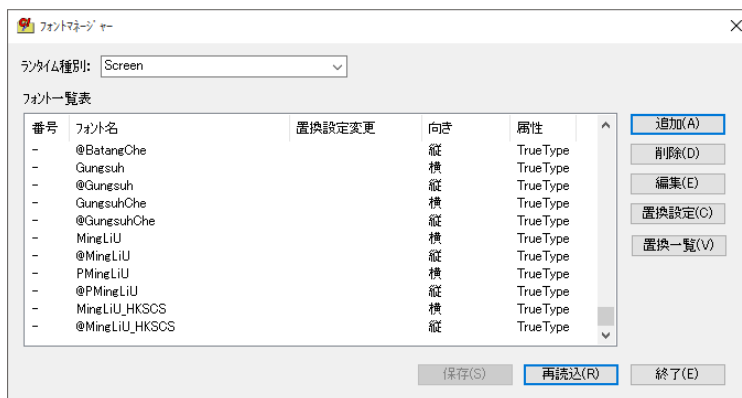 フォントマネージャー
ランタイム種別: Screen
フォント一覧表
番号 フォント名 置換設定変更 向き 属性
- @BatangChe 縦 TrueType
- Gungsuh 横 TrueType
- @Gungsuh 縦 TrueType
- GungsuhChe 横 TrueType
- @GungsuhChe 縦 TrueType
- MingLiU 横 TrueType
- @MingLiU 縦 TrueType
- PMingLiU 横 TrueType
- @PMingLiU 縦 TrueType
- MingLiU_HKSCS 横 TrueType
- @MingLiU_HKSCS 縦 TrueType
追加(A)
削除(D)
編集(E)
置換設定(C)
置換一覧(V)
保存(S) 再読込(R) 終了(E)